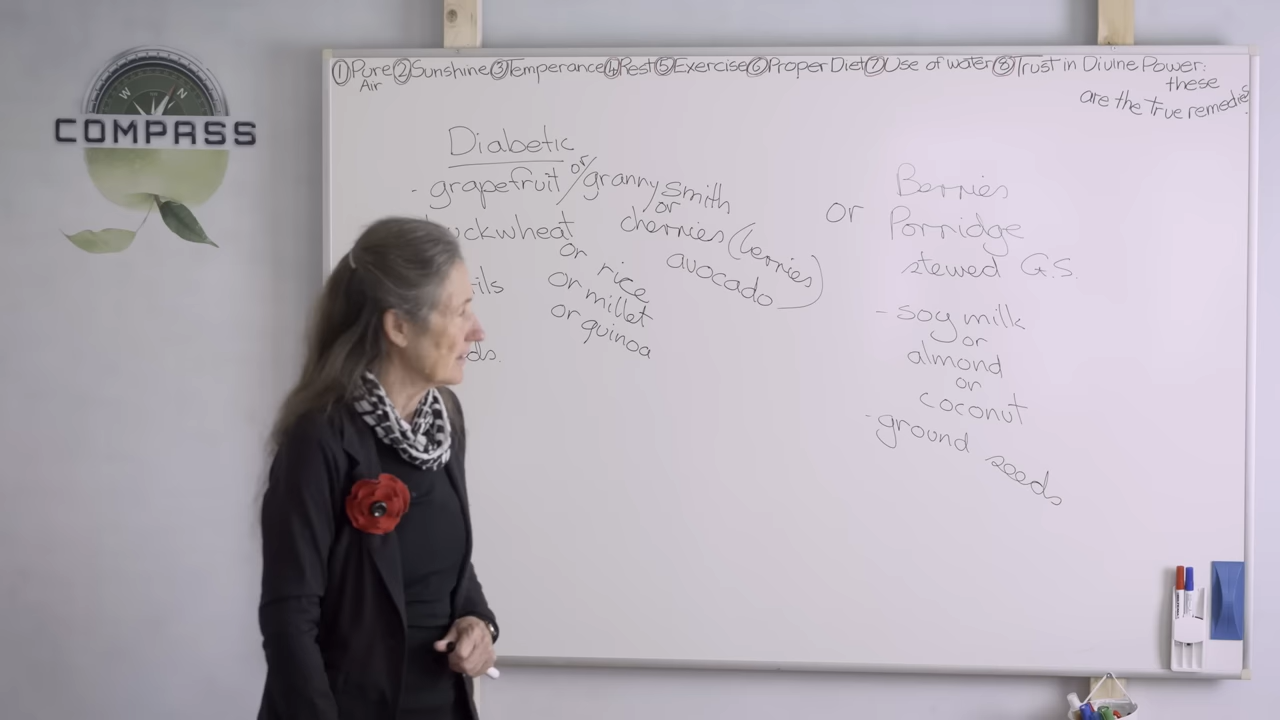 W N
COMPASS
①Pure ②Sunshine ③Temperance ④Rest ⑤Exercise ⑥Proper Diet ⑦Use of water ⑧Trust in Divine Power:
Air
these
are the True remedies
Diabetic
- grapefruit or/granny smith
or
cherries (berries)
avocado
or rice
or millet
or quinoa
or
Berries
Porridge
stewed G.S.
- soy milk
or
almond
or
coconut
- ground seeds